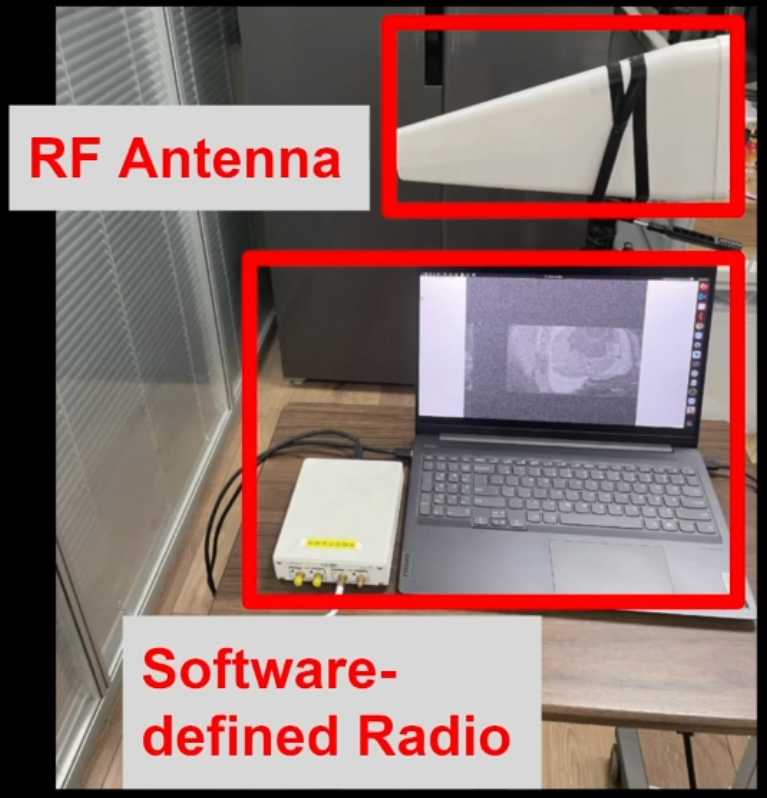 RF Antenna
Software-
defined Radio